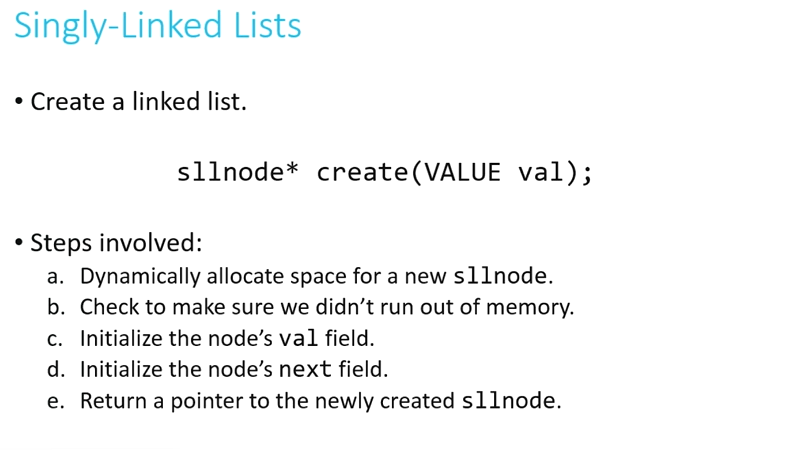 Singly-Linked Lists
• Create a linked list.
sllnode* create(VALUE val);
• Steps involved:
a. Dynamically allocate space for a new sllnode.
b. Check to make sure we didn’t run out of memory.
c. Initialize the node’s val field.
d. Initialize the node’s next field.
e. Return a pointer to the newly created sllnode.